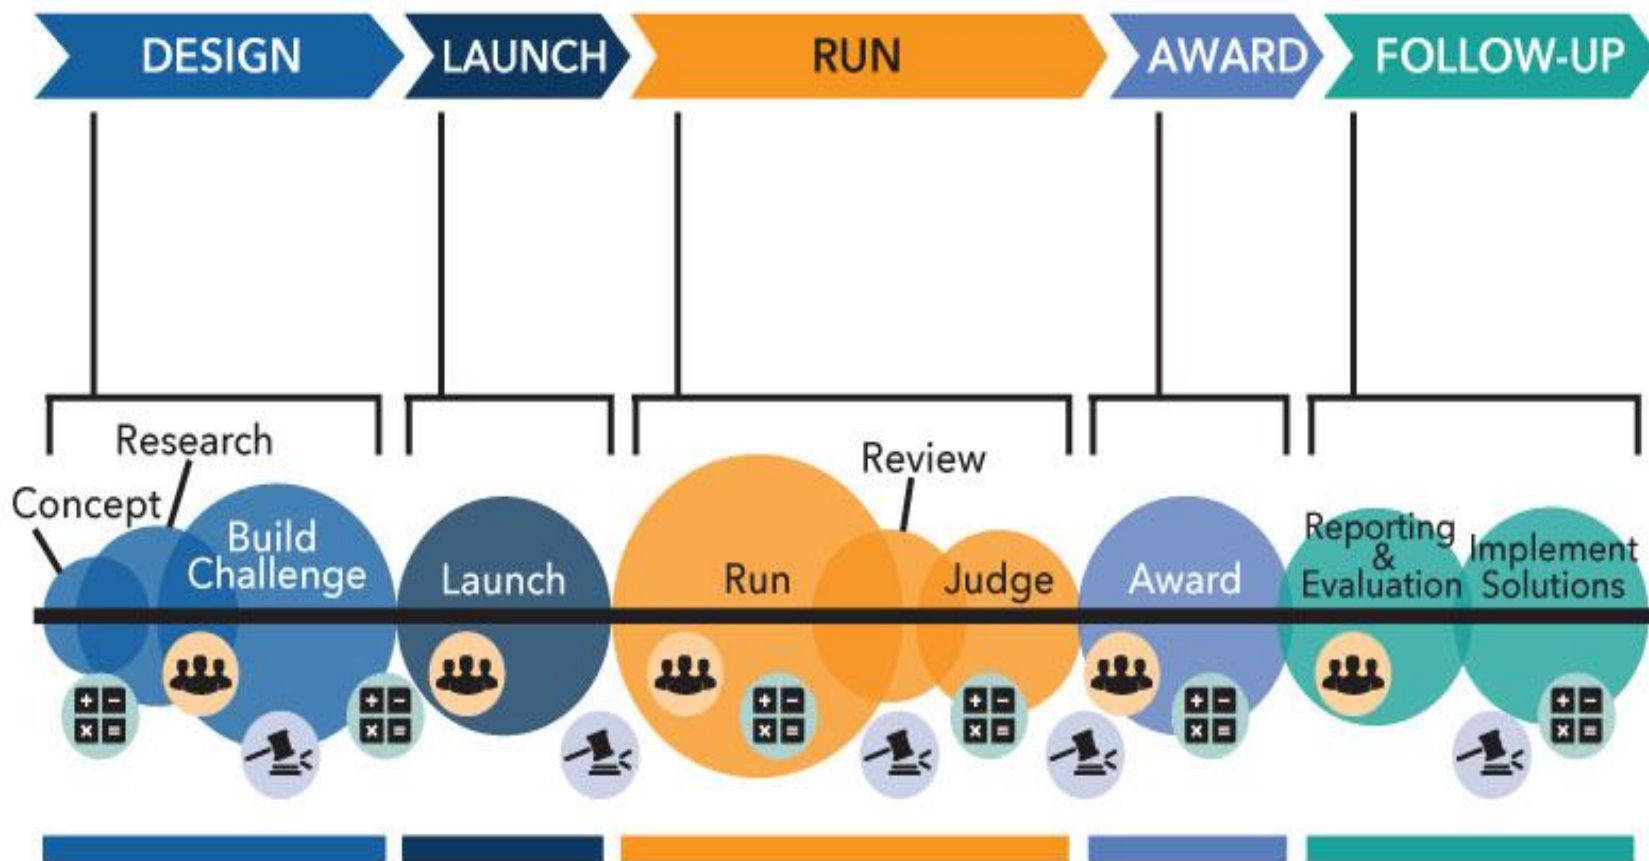 DESIGN
LAUNCH
RUN
AWARD
FOLLOW-UP
Concept
Research
Build
Challenge
Launch
Run
Review
Judge
Award
Reporting
&
Evaluation
Implement
Solutions